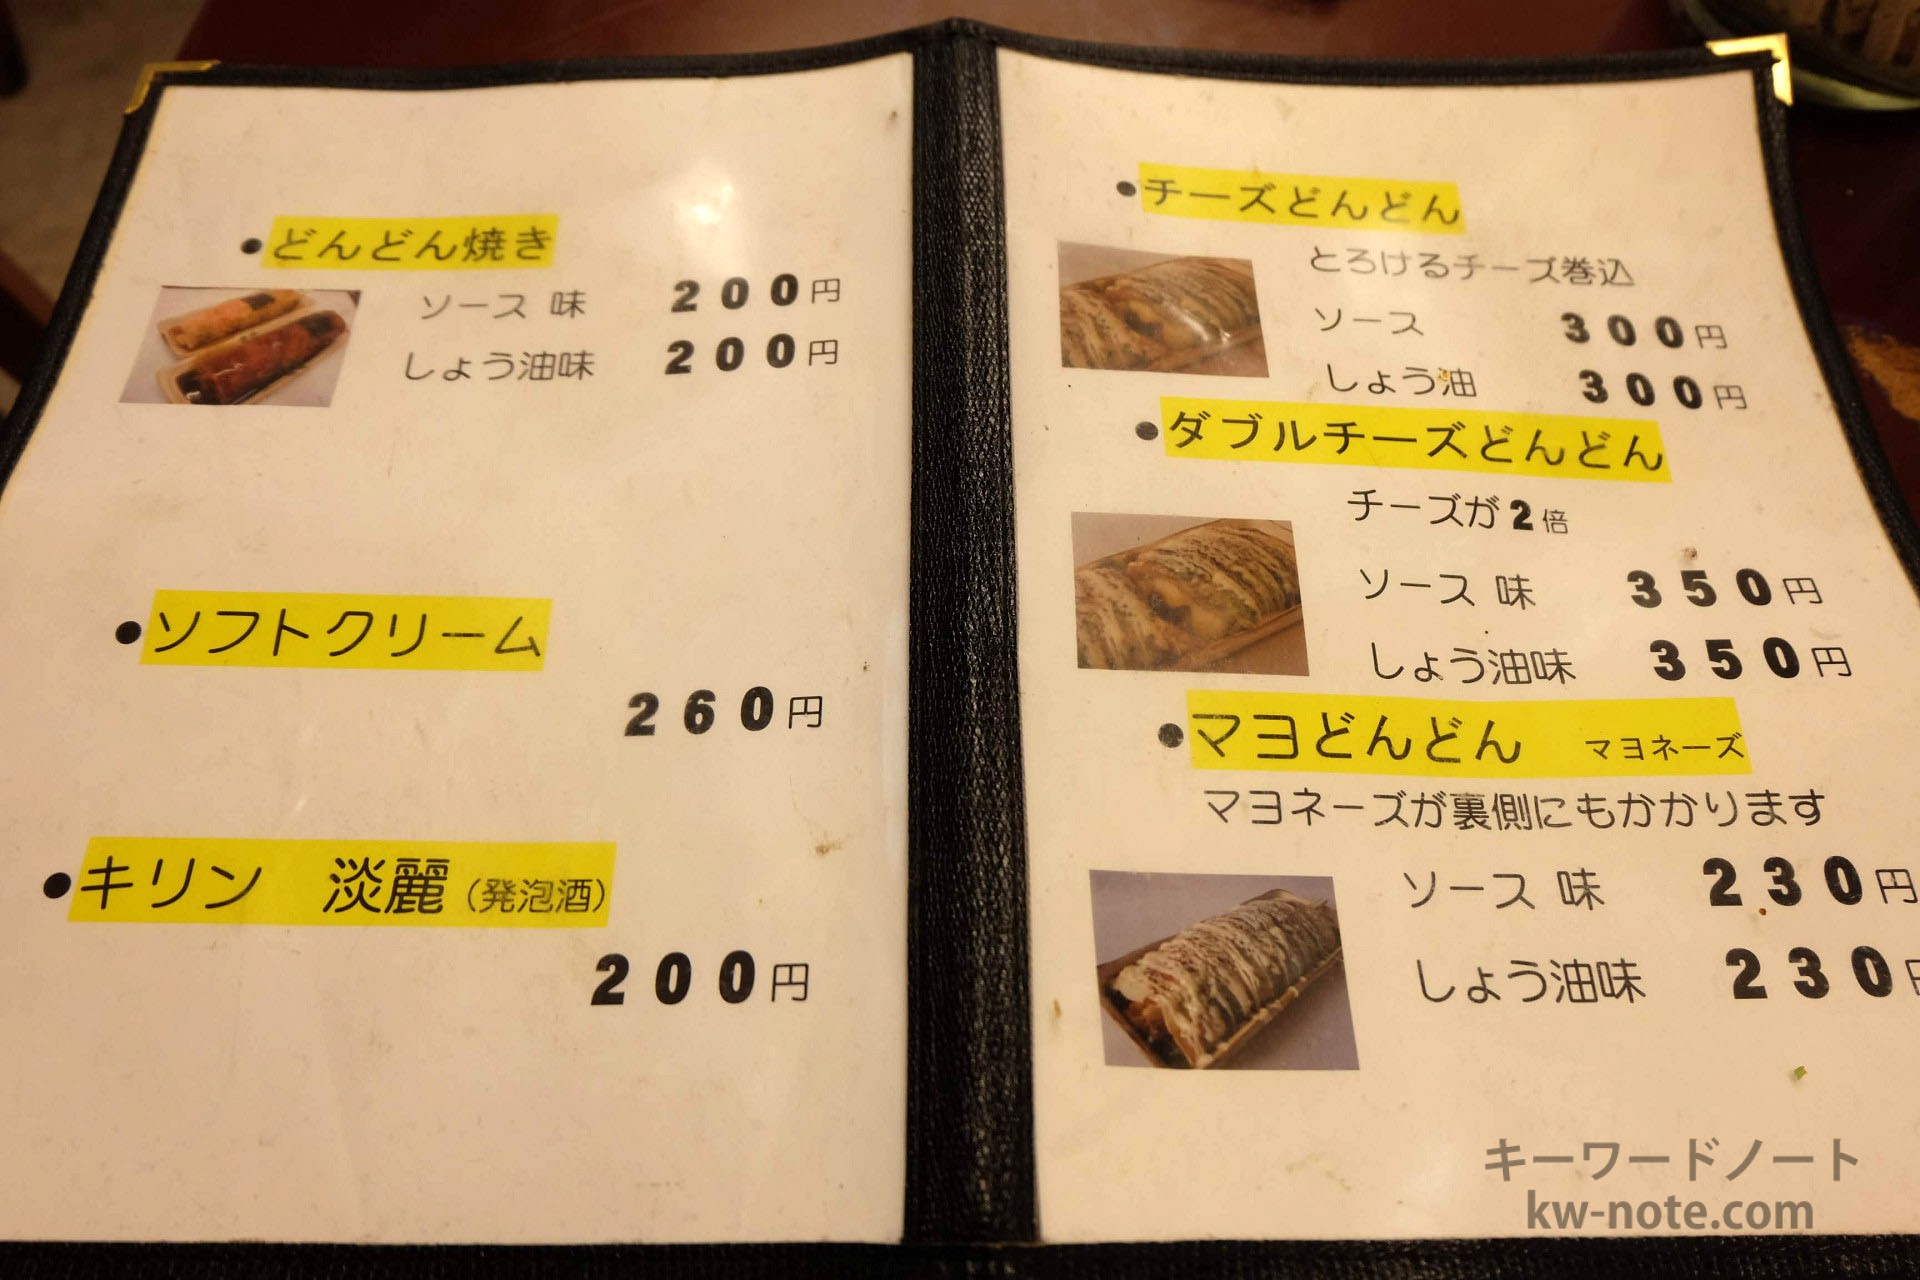 ●どんどん焼き
ソース 味 200円
しょう油味 200円
●ソフトクリーム
260円
●キリン 淡麗(発泡酒)
200円
●チーズどんどん
とろけるチーズ巻込
ソース 300円
しょう油 300円
●ダブルチーズどんどん
チーズが2倍
ソース 味 350円
しょう油味 350円
●マヨどんどん マヨネーズ
マヨネーズが裏側にもかかります
ソース 味 230円
しょう油味 230円
キーワードノート
kw-note.com